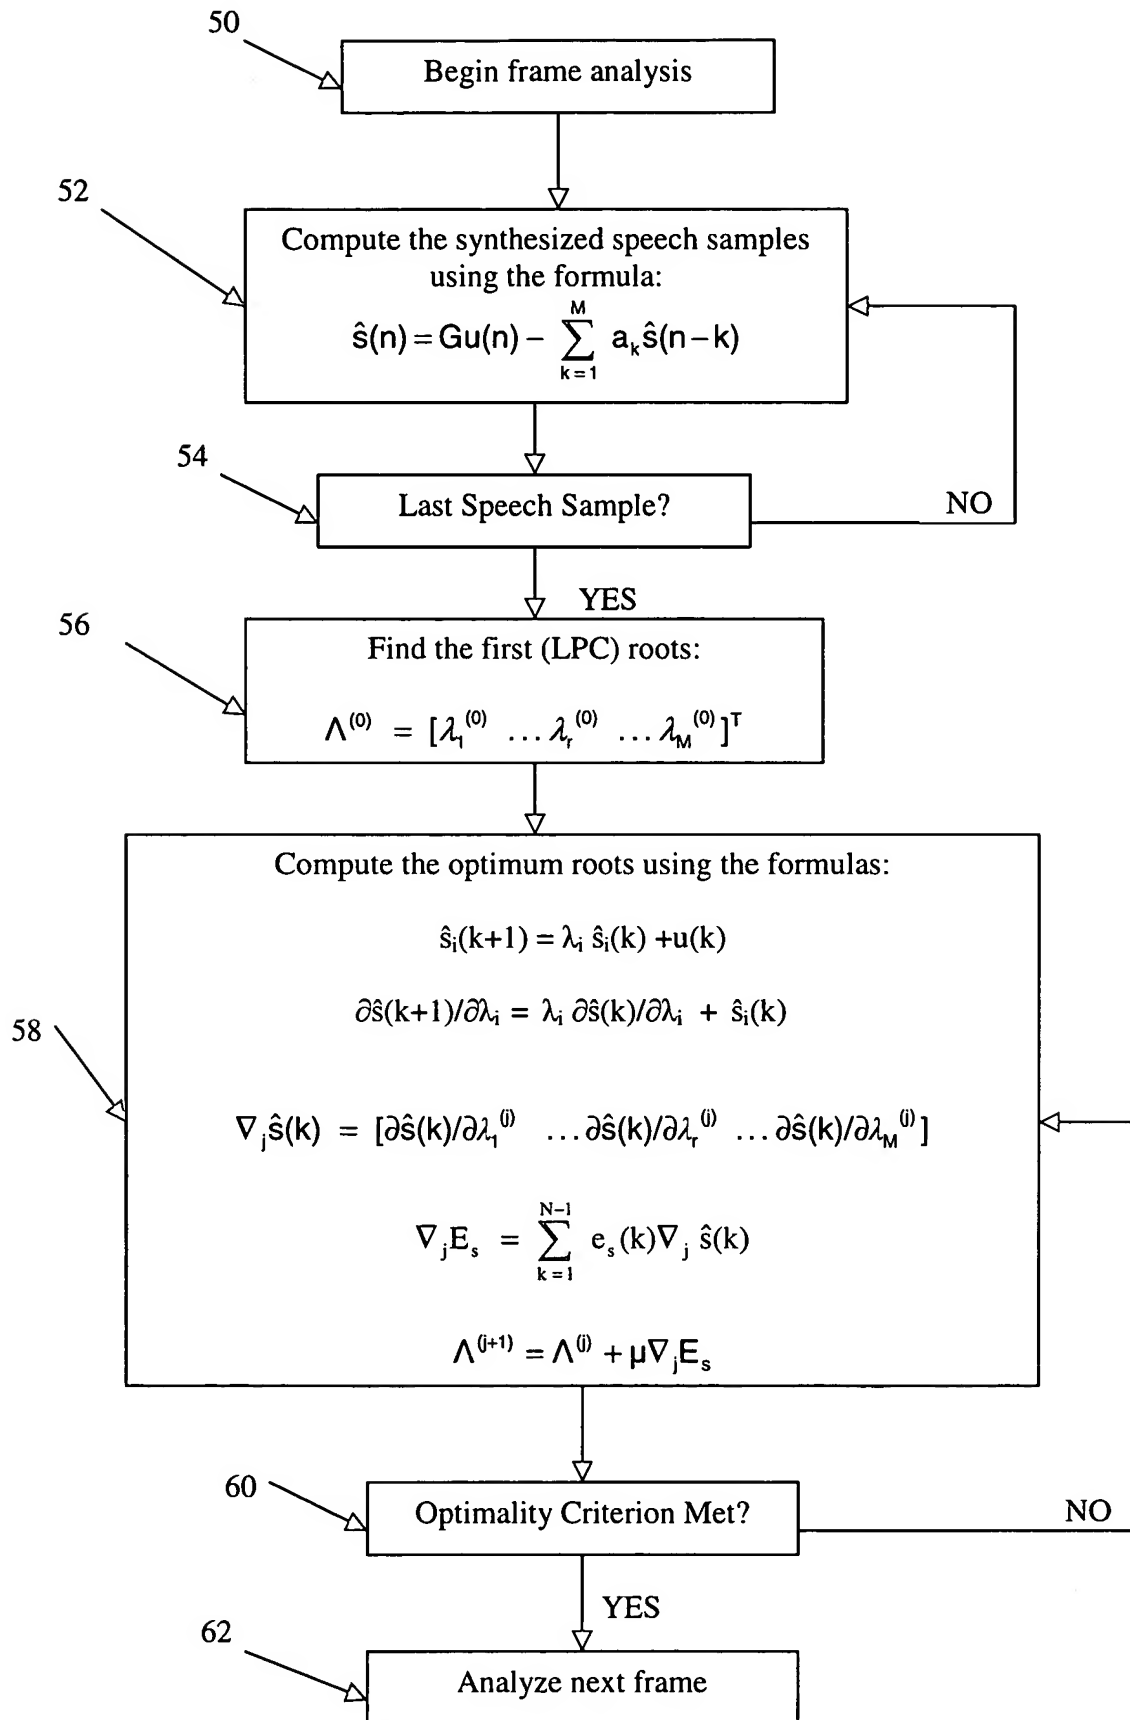 50
Begin frame analysis
52
Compute the synthesized speech samples
using the formula:
ŝ(n) = Gu(n) − ∑_{k=1}^{M} a_k ŝ(n−k)
54
Last Speech Sample?
NO
YES
56
Find the first (LPC) roots:
Λ^{(0)} = [λ_1^{(0)} …λ_r^{(0)} …λ_M^{(0)}]^T
Compute the optimum roots using the formulas:
ŝ_i(k+1) = λ_i ŝ_i(k) +u(k)
∂ŝ(k+1)/∂λ_i = λ_i ∂ŝ(k)/∂λ_i + ŝ_i(k)
58
∇_j ŝ(k) = [∂ŝ(k)/∂λ_1^{(j)} …∂ŝ(k)/∂λ_r^{(j)} …∂ŝ(k)/∂λ_M^{(j)}]
∇_j E_s = ∑_{k=1}^{N−1} e_s(k)∇_j ŝ(k)
Λ^{(j+1)} = Λ^{(j)} + μ∇_j E_s
60
Optimality Criterion Met?
NO
YES
62
Analyze next frame